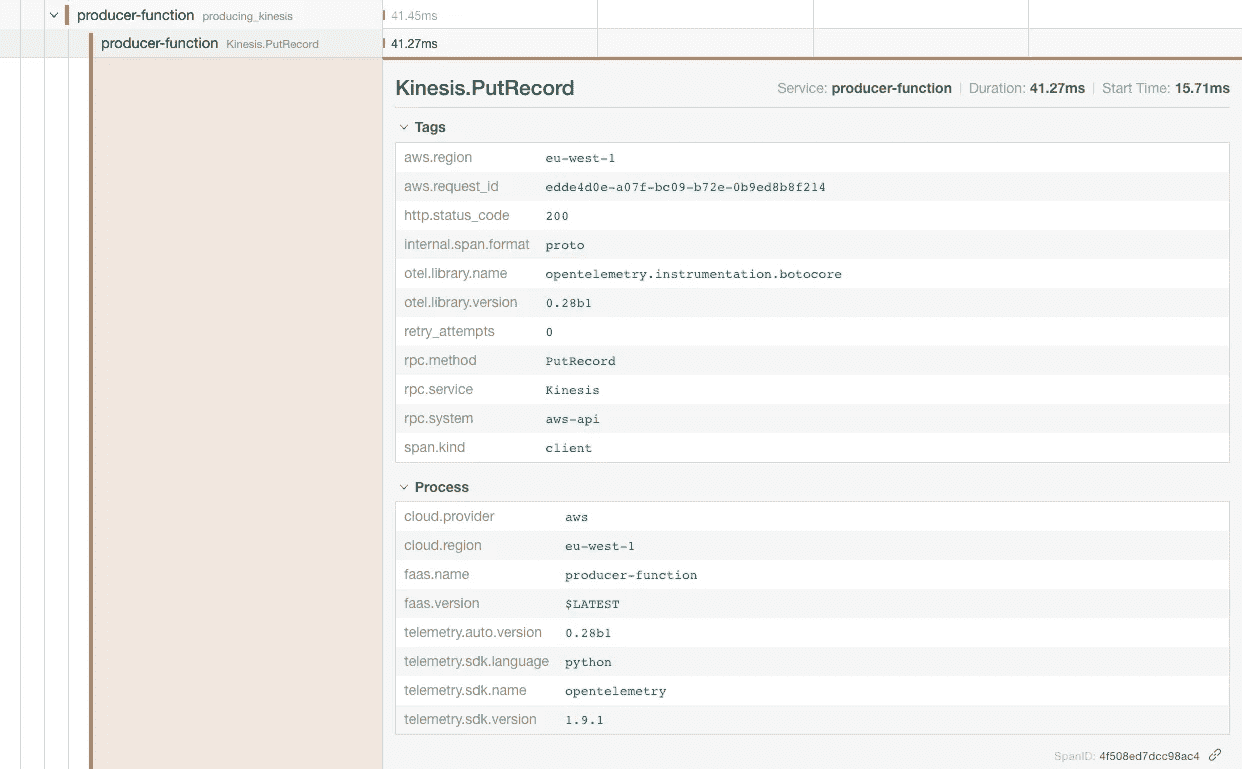 producer-function producing_kinesis 41.45ms
producer-function Kinesis.PutRecord 41.27ms
Kinesis.PutRecord Service: producer-function Duration: 41.27ms Start Time: 15.71ms
Tags
aws.region eu-west-1
aws.request_id edde4d0e-a07f-bc09-b72e-0b9ed8b8f214
http.status_code 200
internal.span.format proto
otel.library.name opentelemetry.instrumentation.botocore
otel.library.version 0.28b1
retry_attempts 0
rpc.method PutRecord
rpc.service Kinesis
rpc.system aws-api
span.kind client
Process
cloud.provider aws
cloud.region eu-west-1
faas.name producer-function
faas.version $LATEST
telemetry.auto.version 0.28b1
telemetry.sdk.language python
telemetry.sdk.name opentelemetry
telemetry.sdk.version 1.9.1
SpanID: 4f508ed7dcc98ac4